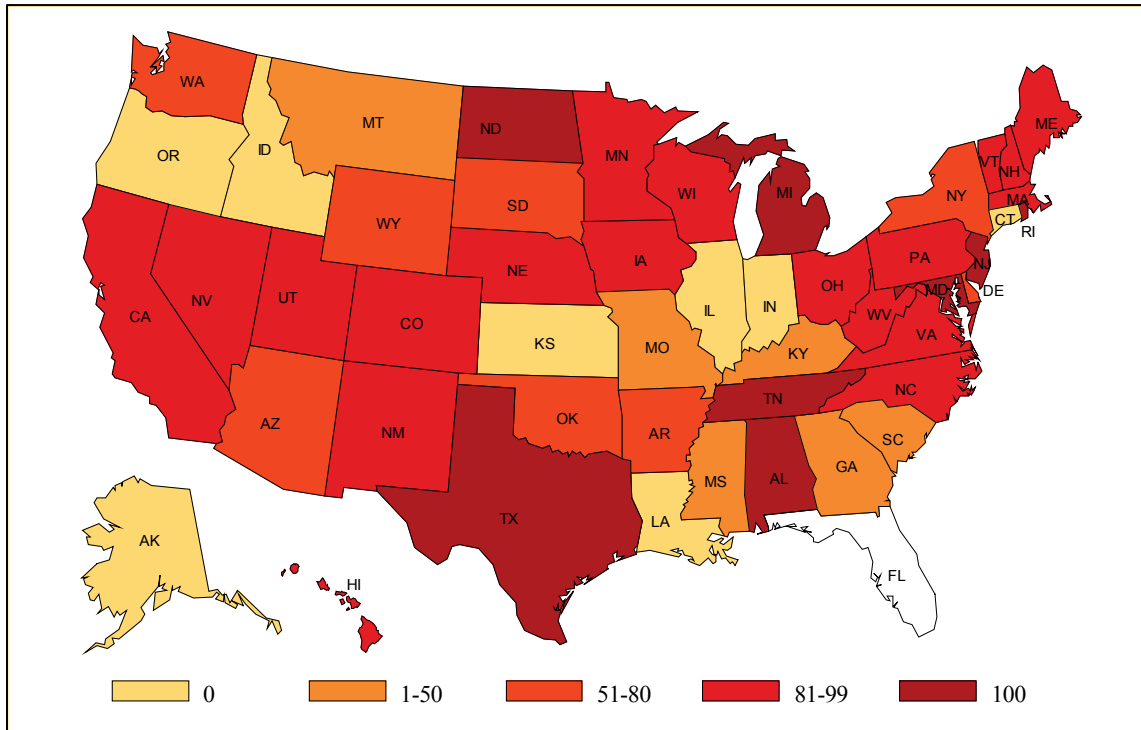 WA
MT
ND
ME
OR
ID
MN
VT
NH
WI
MI
NY
MA
SD
WY
CT
RI
NE
IA
PA
NJ
NV
UT
OH
MD
DE
CA
CO
IL
IN
WV
VA
KS
MO
KY
NC
TN
AZ
OK
NM
AR
SC
MS
AL
GA
TX
LA
AK
HI
FL
0 1-50 51-80 81-99 100